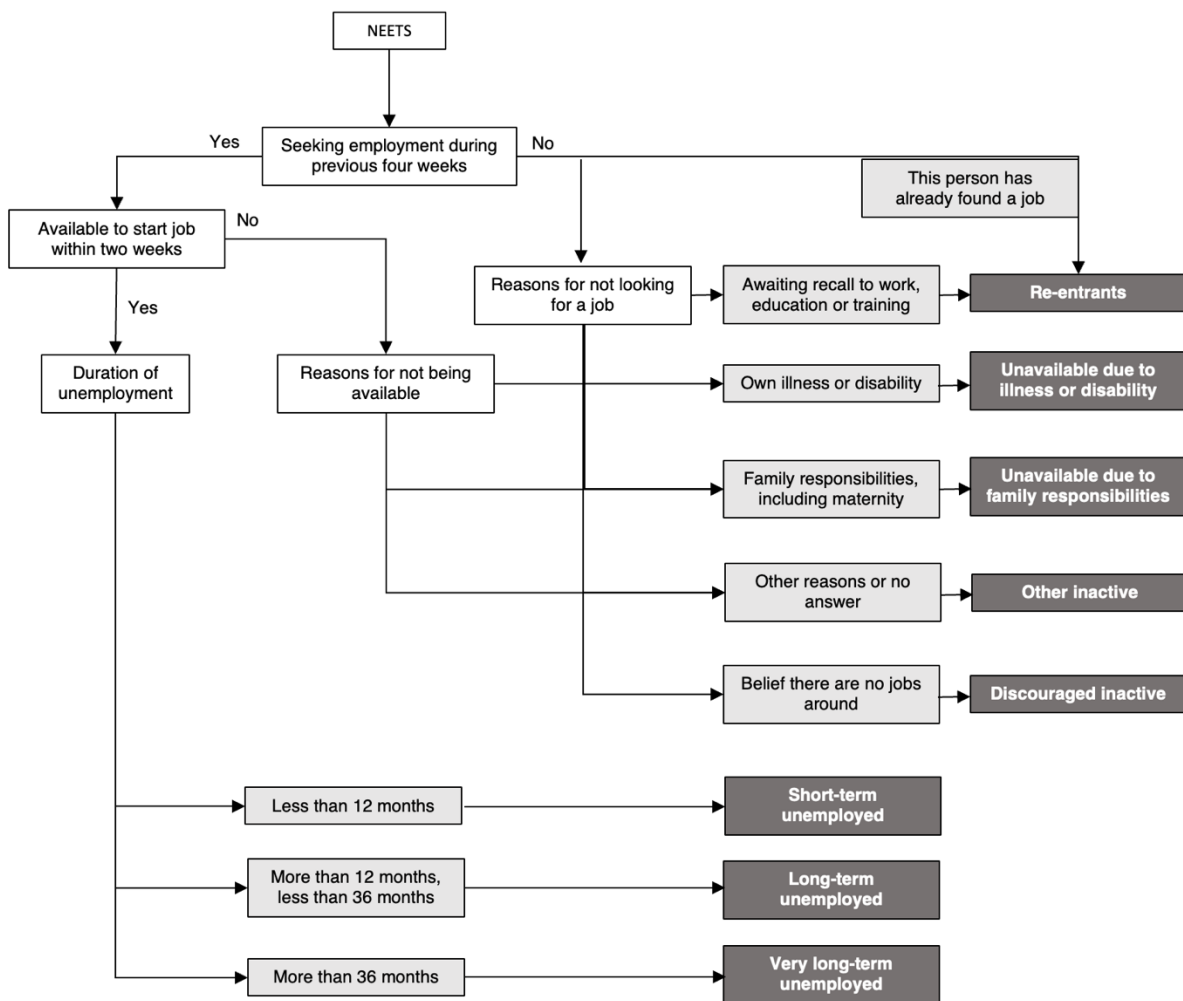 NEETS
Yes
Seeking employment during
previous four weeks
No
This person has
already found a job
Available to start job
within two weeks
No
Reasons for not looking
for a job
Awaiting recall to work,
education or training
Re-entrants
Yes
Duration of
unemployment
Reasons for not being
available
Own illness or disability
Unavailable due to
illness or disability
Family responsibilities,
including maternity
Unavailable due to
family responsibilities
Other reasons or no
answer
Other inactive
Belief there are no jobs
around
Discouraged inactive
Less than 12 months
Short-term
unemployed
More than 12 months,
less than 36 months
Long-term
unemployed
More than 36 months
Very long-term
unemployed